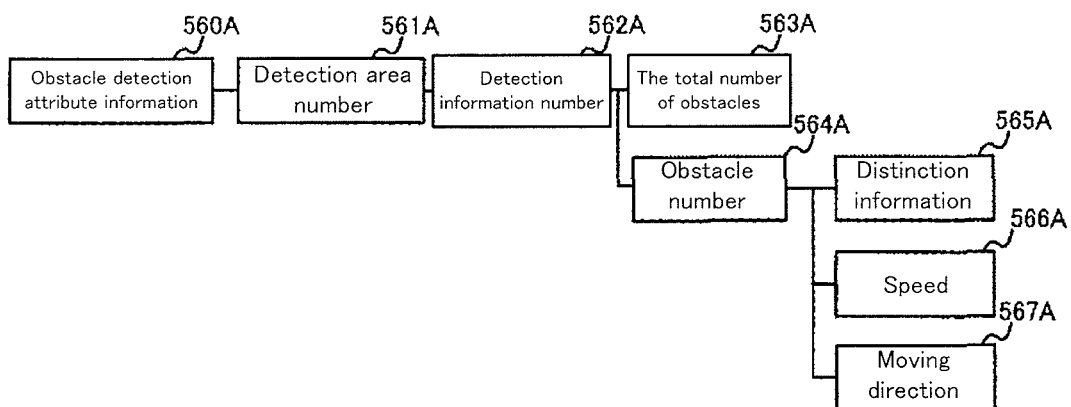 560A
Obstacle detection
attribute information
561A
Detection area
number
562A
Detection
information number
563A
The total number
of obstacles
564A
Obstacle
number
565A
Distinction
information
566A
Speed
567A
Moving
direction